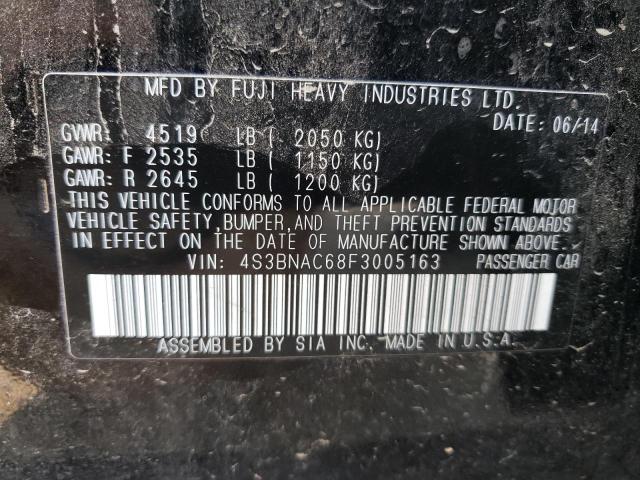 MFD BY FUJI HEAVY INDUSTRIES LTD.
DATE: 06/14
GVWR: 4519 LB ( 2050 KG)
GAWR: F 2535 LB ( 1150 KG)
GAWR: R 2645 LB ( 1200 KG)
THIS VEHICLE CONFORMS TO ALL APPLICABLE FEDERAL MOTOR
VEHICLE SAFETY, BUMPER, AND THEFT PREVENTION STANDARDS
IN EFFECT ON THE DATE OF MANUFACTURE SHOWN ABOVE.
VIN: 4S3BNAC68F3005163 PASSENGER CAR
ASSEMBLED BY SIA INC. MADE IN U.S.A.